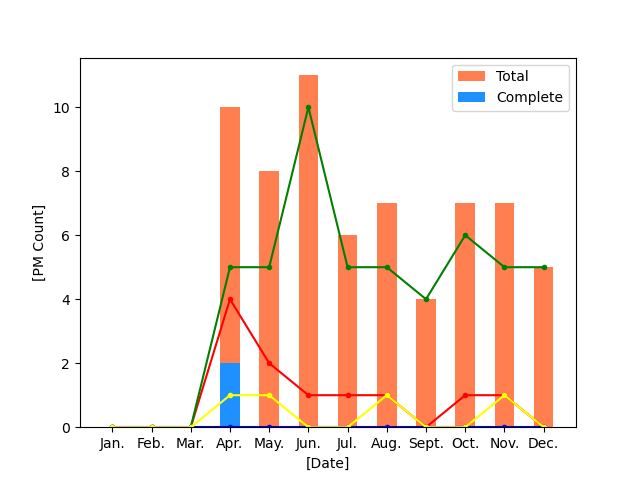 Total
Complete
10
8
6
4
2
0
[PM Count]
Jan. Feb. Mar. Apr. May. Jun. Jul. Aug. Sept. Oct. Nov. Dec.
[Date]